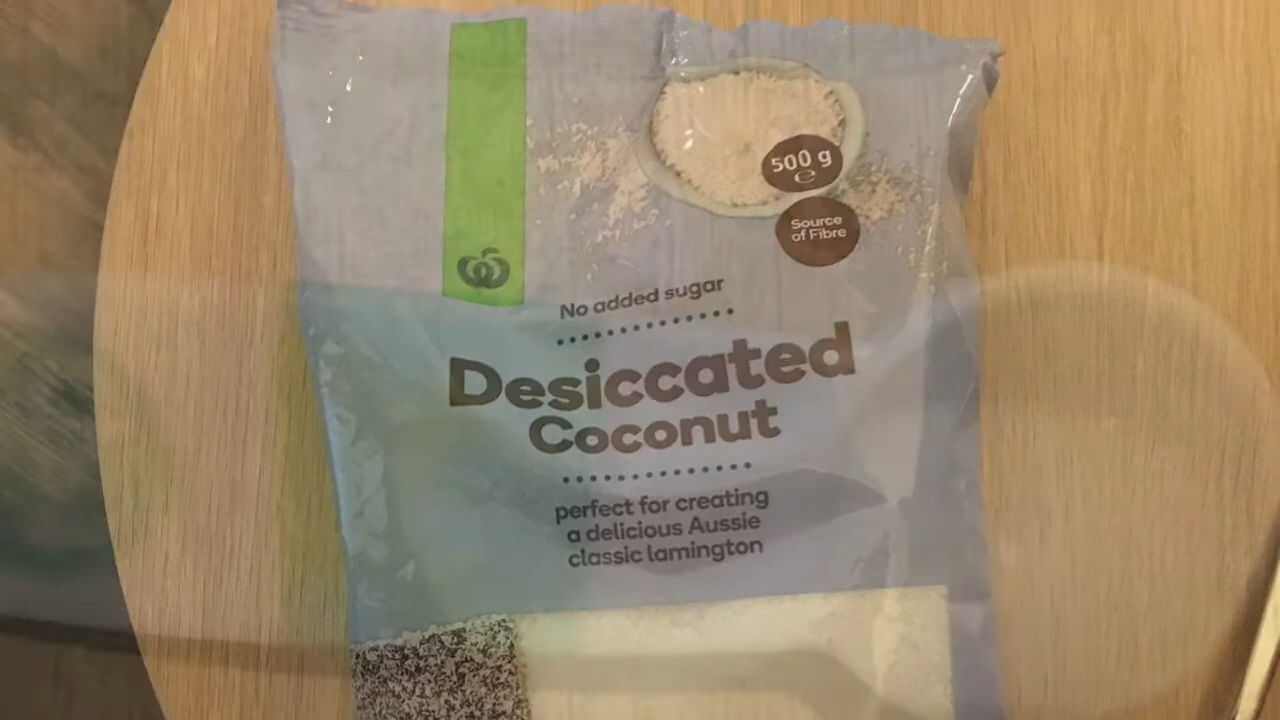 500 g
e
Source
of Fibre
No added sugar
Desiccated
Coconut
perfect for creating
a delicious Aussie
classic lamington